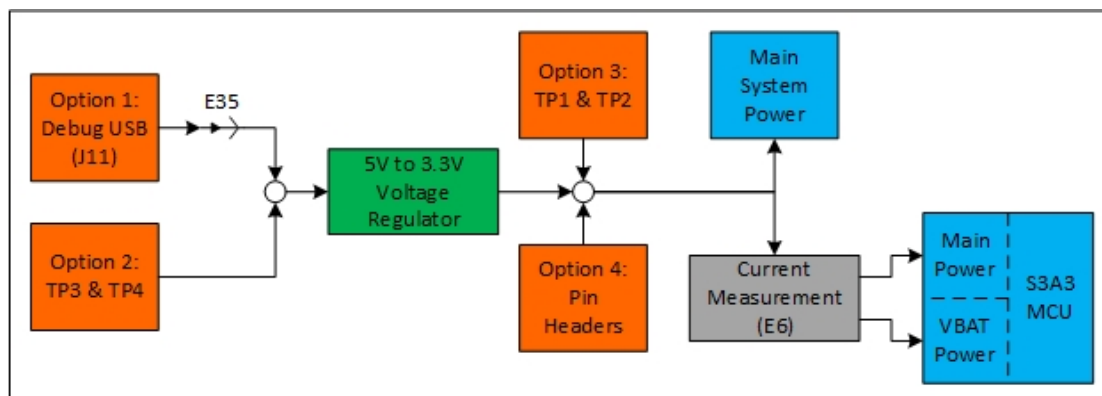 Option 1:
Debug USB
(J11)
E35
Option 2:
TP3 & TP4
5V to 3.3V
Voltage
Regulator
Option 3:
TP1 & TP2
Option 4:
Pin
Headers
Main
System
Power
Current
Measurement
(E6)
Main
Power
VBAT
Power
S3A3
MCU